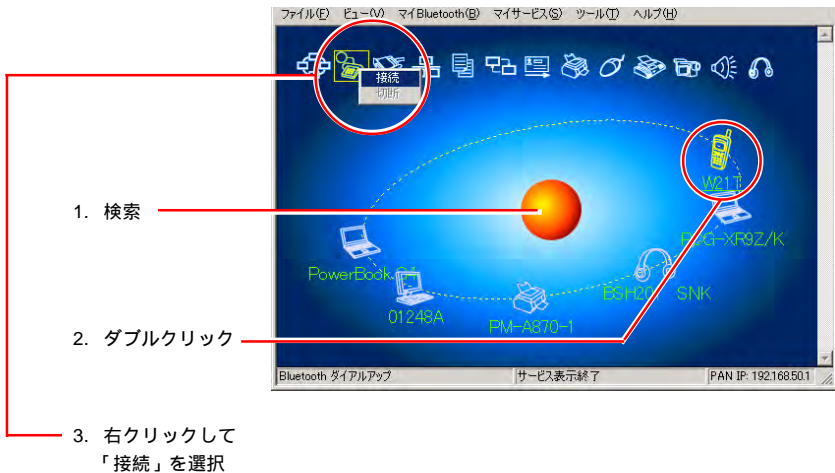 ファイル(F) ビュー(V) マイBluetooth(B) マイサービス(S) ツール(T) ヘルプ(H)
接続
切断
W21T
1. 検索
PowerBook
01248A
PM-A870-1
SNK
2. ダブルクリック
Bluetooth ダイアルアップ サービス表示終了 PAN IP: 192.168.50.1
3. 右クリックして
「接続」を選択